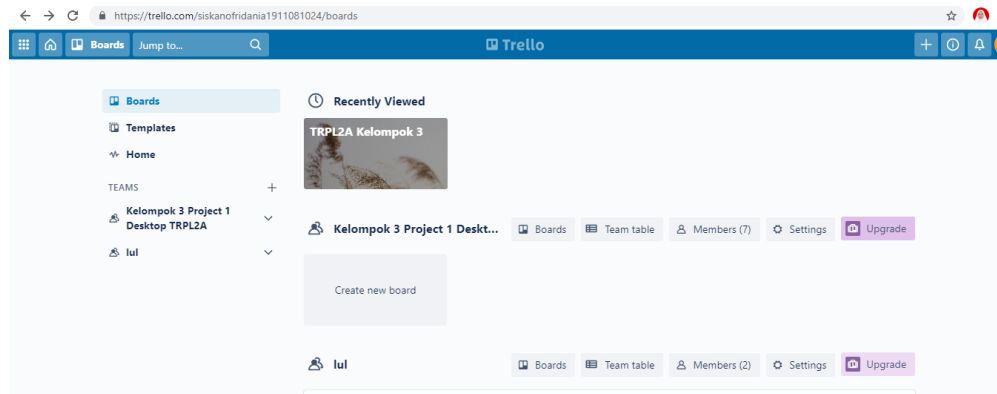 https://trello.com/siskanofridania1911081024/boards
Boards
Jump to...
Trello
Boards
Templates
Home
TEAMS
Kelompok 3 Project 1
Desktop TRPL2A
lul
Recently Viewed
TRPL2A Kelompok 3
Kelompok 3 Project 1 Deskt... Boards Team table Members (7) Settings Upgrade
Create new board
lul Boards Team table Members (2) Settings Upgrade